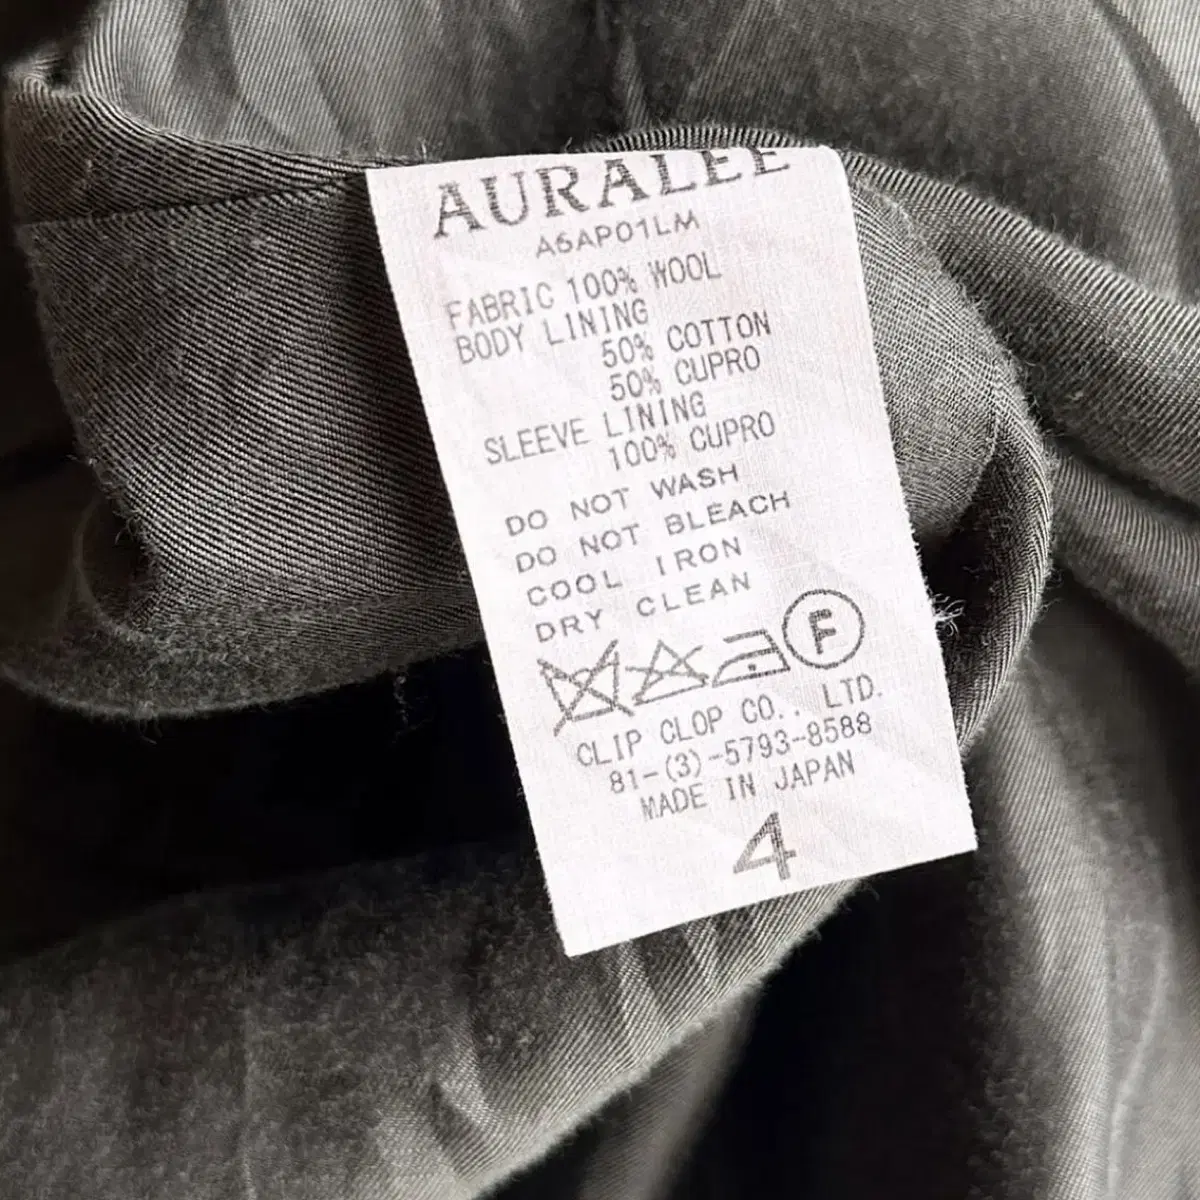 AURALEE
A6AP01LM
FABRIC 100% WOOL
BODY LINING
50% COTTON
50% CUPRO
SLEEVE LINING
100% CUPRO
DO NOT WASH
DO NOT BLEACH
COOL IRON
DRY CLEAN
F
CLIP CLOP CO., LTD.
81-(3)-5793-8588
MADE IN JAPAN
4